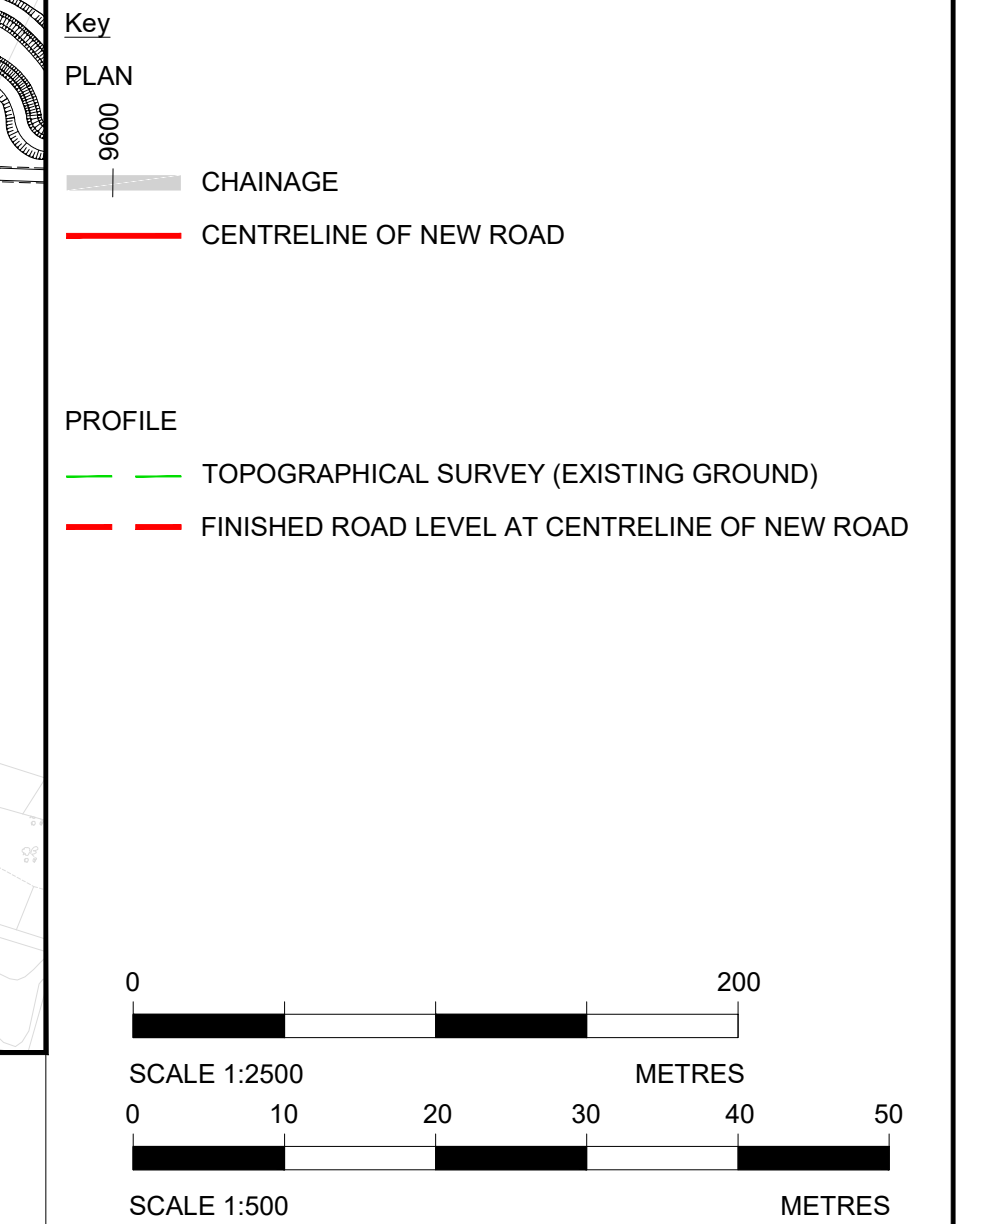 Key
PLAN
9600
CHAINAGE
CENTRELINE OF NEW ROAD
PROFILE
TOPOGRAPHICAL SURVEY (EXISTING GROUND)
FINISHED ROAD LEVEL AT CENTRELINE OF NEW ROAD
0 200
SCALE 1:2500 METRES
0 10 20 30 40 50
SCALE 1:500 METRES